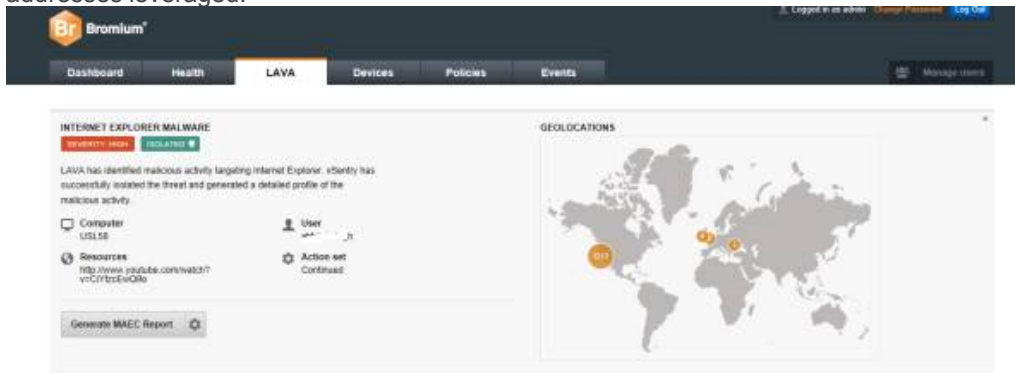 addresses leveraged.
Br Bromium
Logged in as admin Change Password Log Out
Dashboard Health LAVA Devices Policies Events Manage users
INTERNET EXPLORER MALWARE
SEVERITY: HIGH ISOLATED
LAVA has identified malicious activity targeting Internet Explorer. vSentry has
successfully isolated the threat and generated a detailed profile of the
malicious activity.
Computer
User
Resources
http://www.youtube.com/watch?
Action set
Continued
Generate MAEC Report
GEOLOCATIONS